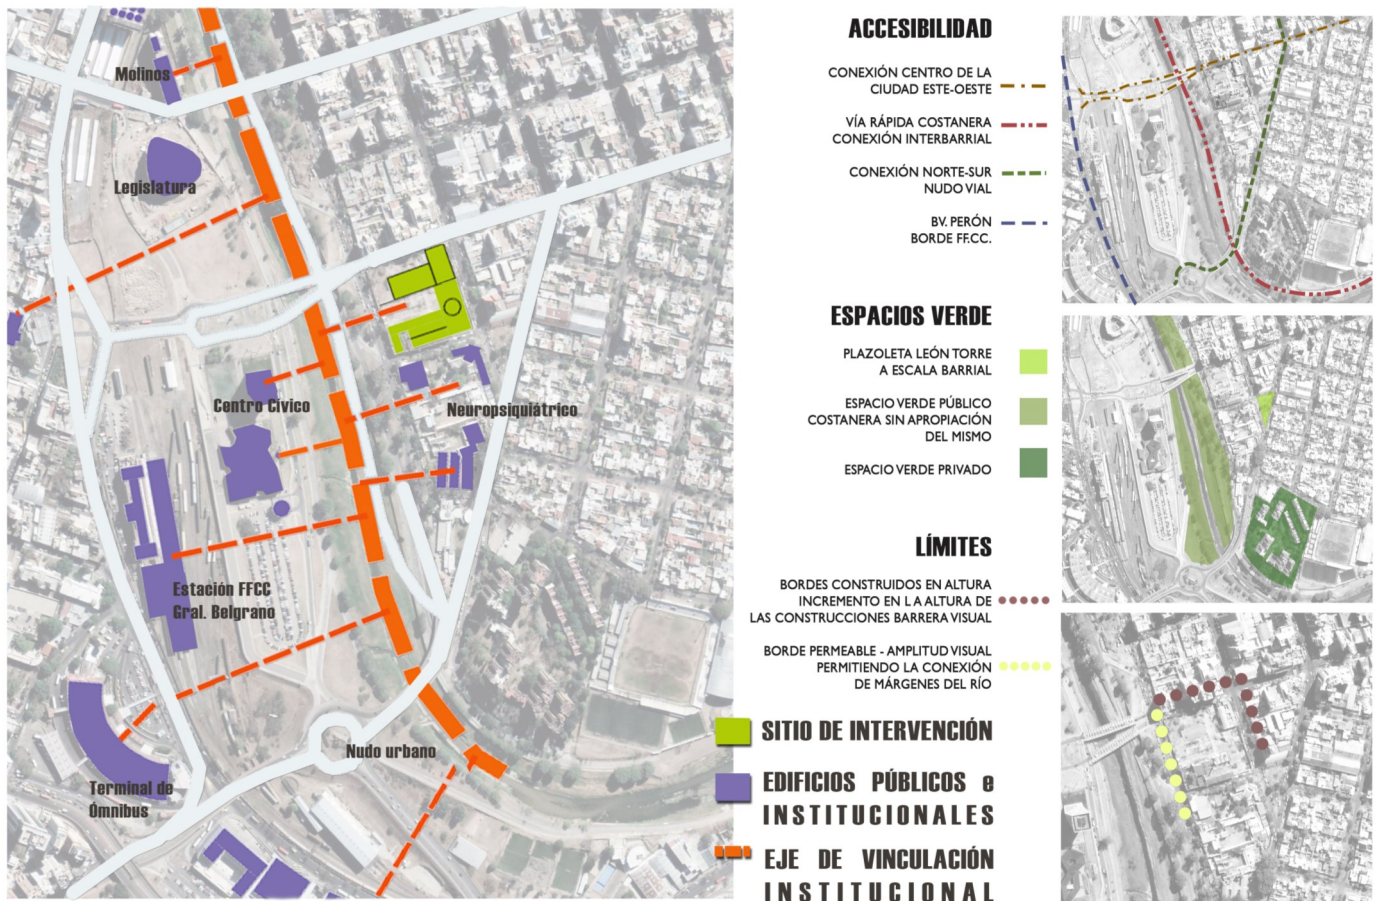 Molinos
Legislatura
Centro Cívico
Neuropsiquiátrico
Estación FFCC
Gral. Belgrano
Nudo urbano
Terminal de
Ómnibus
ACCESIBILIDAD
CONEXIÓN CENTRO DE LA
CIUDAD ESTE-OESTE
VÍA RÁPIDA COSTANERA
CONEXIÓN INTERBARRIAL
CONEXIÓN NORTE-SUR
NUDO VIAL
BV. PERÓN
BORDE FF.CC.
ESPACIOS VERDE
PLAZOLETA LEÓN TORRE
A ESCALA BARRIAL
ESPACIO VERDE PÚBLICO
COSTANERA SIN APROPIACIÓN
DEL MISMO
ESPACIO VERDE PRIVADO
LÍMITES
BORDES CONSTRUIDOS EN ALTURA
INCREMENTO EN LA ALTURA DE
LAS CONSTRUCCIONES BARRERA VISUAL
BORDE PERMEABLE - AMPLITUD VISUAL
PERMITIENDO LA CONEXIÓN
DE MÁRGENES DEL RÍO
SITIO DE INTERVENCIÓN
EDIFICIOS PÚBLICOS e
INSTITUCIONALES
EJE DE VINCULACIÓN
INSTITUCIONAL